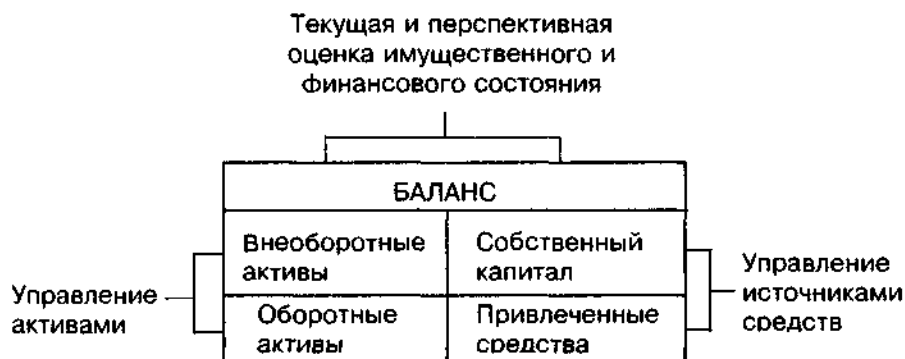 Текущая и перспективная
оценка имущественного и
финансового состояния
БАЛАНС
Внеоборотные
активы
Собственный
капитал
Управление
активами
Управление
источниками
средств
Оборотные
активы
Привлеченные
средства